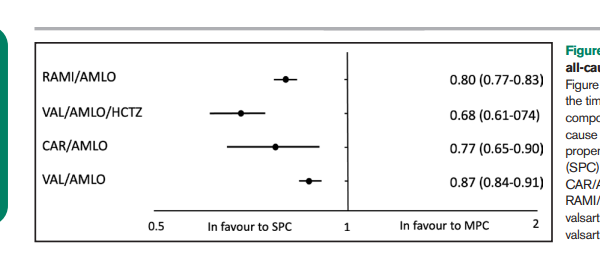 RAMI/AMLO 0.80 (0.77-0.83)
VAL/AMLO/HCTZ 0.68 (0.61-074)
CAR/AMLO 0.77 (0.65-0.90)
VAL/AMLO 0.87 (0.84-0.91)
0.5 In favour to SPC 1 In favour to MPC 2
Figure
all-cau
Figure
the tim
compo
cause
proper
(SPC)
CAR/A
RAMI/
valsart
valsart